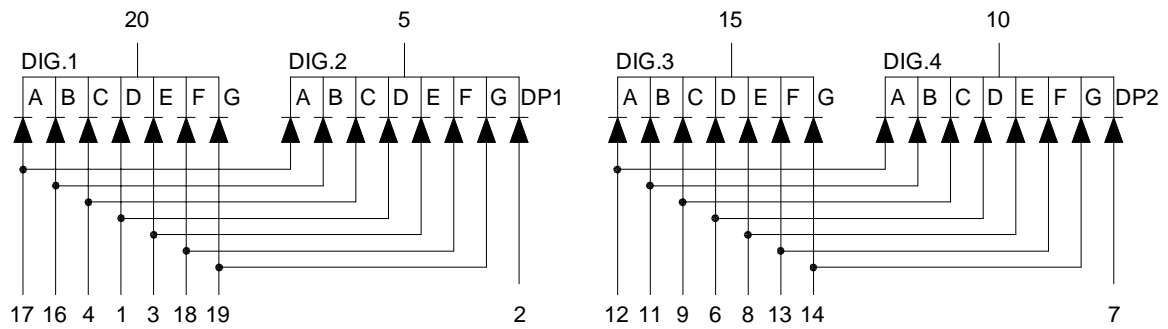 20 5 15 10
DIG.1 DIG.2 DIG.3 DIG.4
A B C D E F G A B C D E F G DP1 A B C D E F G A B C D E F G DP2
17 16 4 1 3 18 19 2 12 11 9 6 8 13 14 7